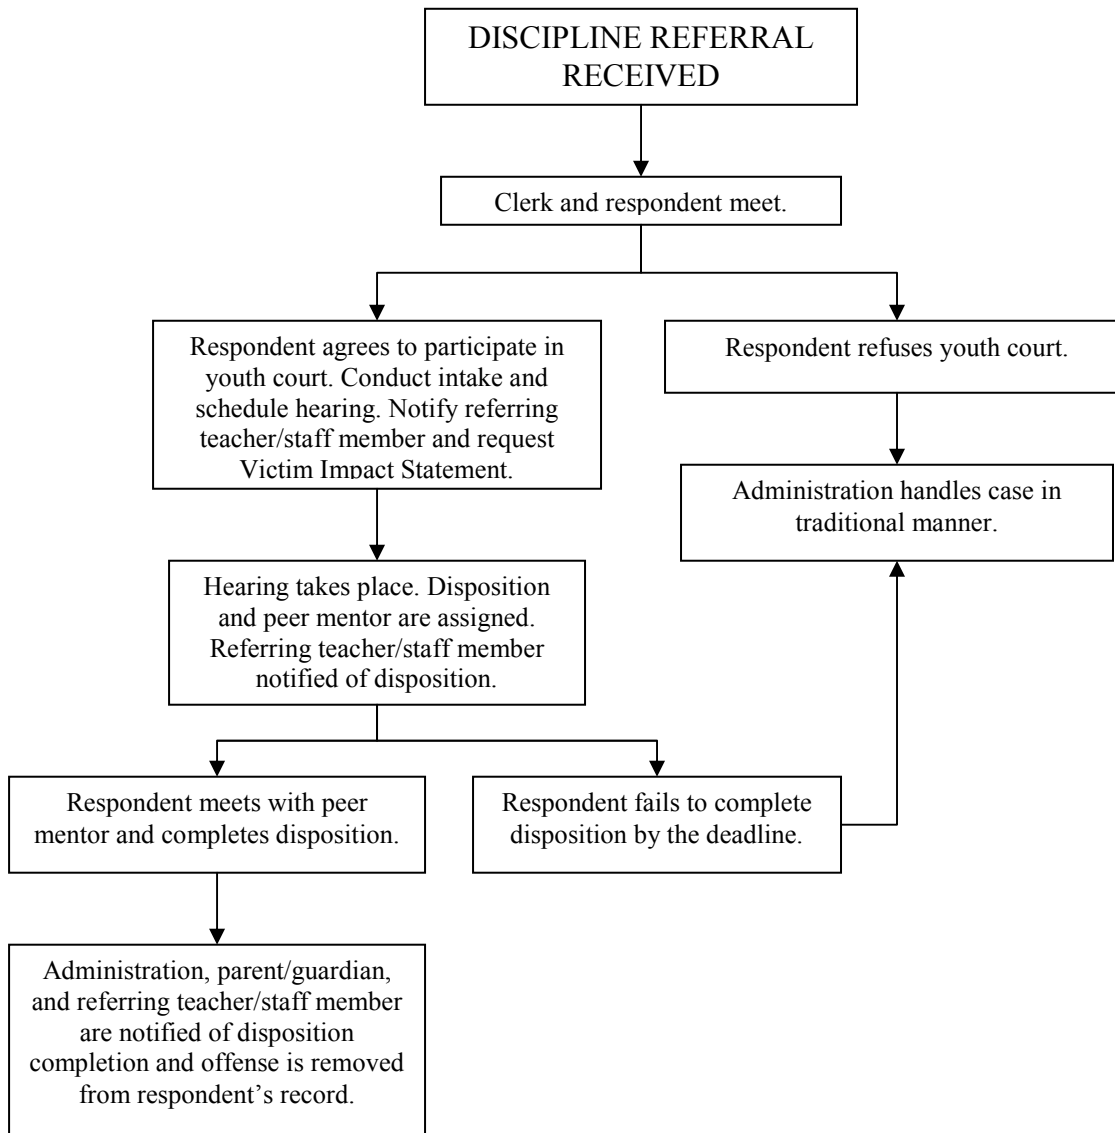 DISCIPLINE REFERRAL
RECEIVED
Clerk and respondent meet.
Respondent agrees to participate in
youth court. Conduct intake and
schedule hearing. Notify referring
teacher/staff member and request
Victim Impact Statement.
Respondent refuses youth court.
Administration handles case in
traditional manner.
Hearing takes place. Disposition
and peer mentor are assigned.
Referring teacher/staff member
notified of disposition.
Respondent meets with peer
mentor and completes disposition.
Respondent fails to complete
disposition by the deadline.
Administration, parent/guardian,
and referring teacher/staff member
are notified of disposition
completion and offense is removed
from respondent’s record.